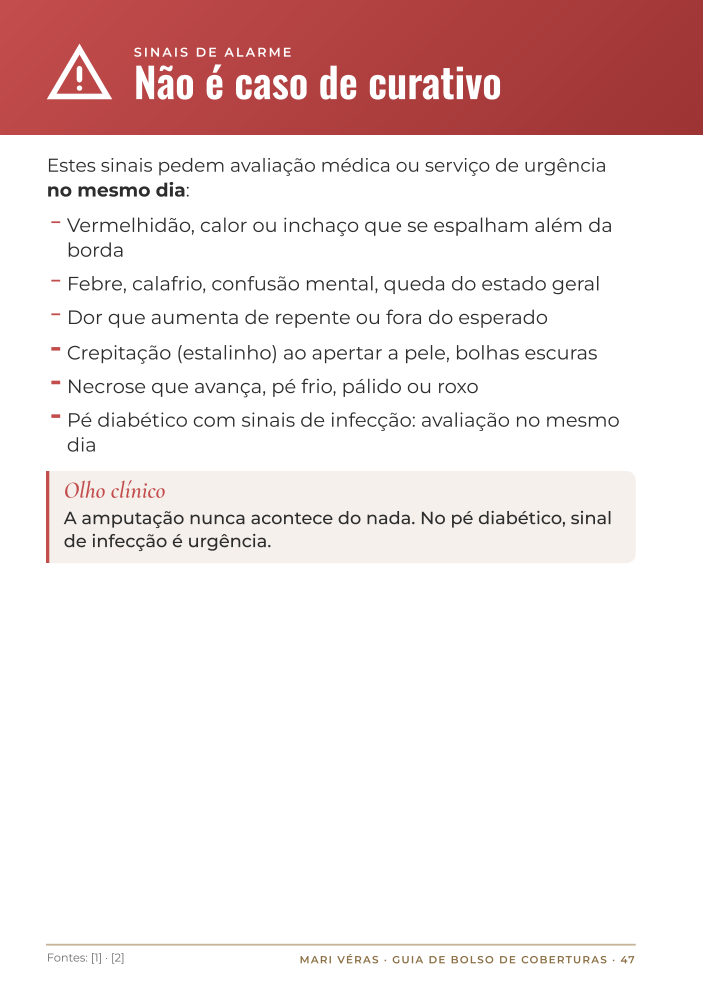 SINAIS DE ALARME
Não é caso de curativo
Estes sinais pedem avaliação médica ou serviço de urgência
no mesmo dia:
– Vermelhidão, calor ou inchaço que se espalham além da
borda
– Febre, calafrio, confusão mental, queda do estado geral
– Dor que aumenta de repente ou fora do esperado
– Crepitação (estalinho) ao apertar a pele, bolhas escuras
– Necrose que avança, pé frio, pálido ou roxo
– Pé diabético com sinais de infecção: avaliação no mesmo
dia
Olho clínico
A amputação nunca acontece do nada. No pé diabético, sinal
de infecção é urgência.
Fontes: [1] · [2]
MARI VÉRAS · GUIA DE BOLSO DE COBERTURAS · 47